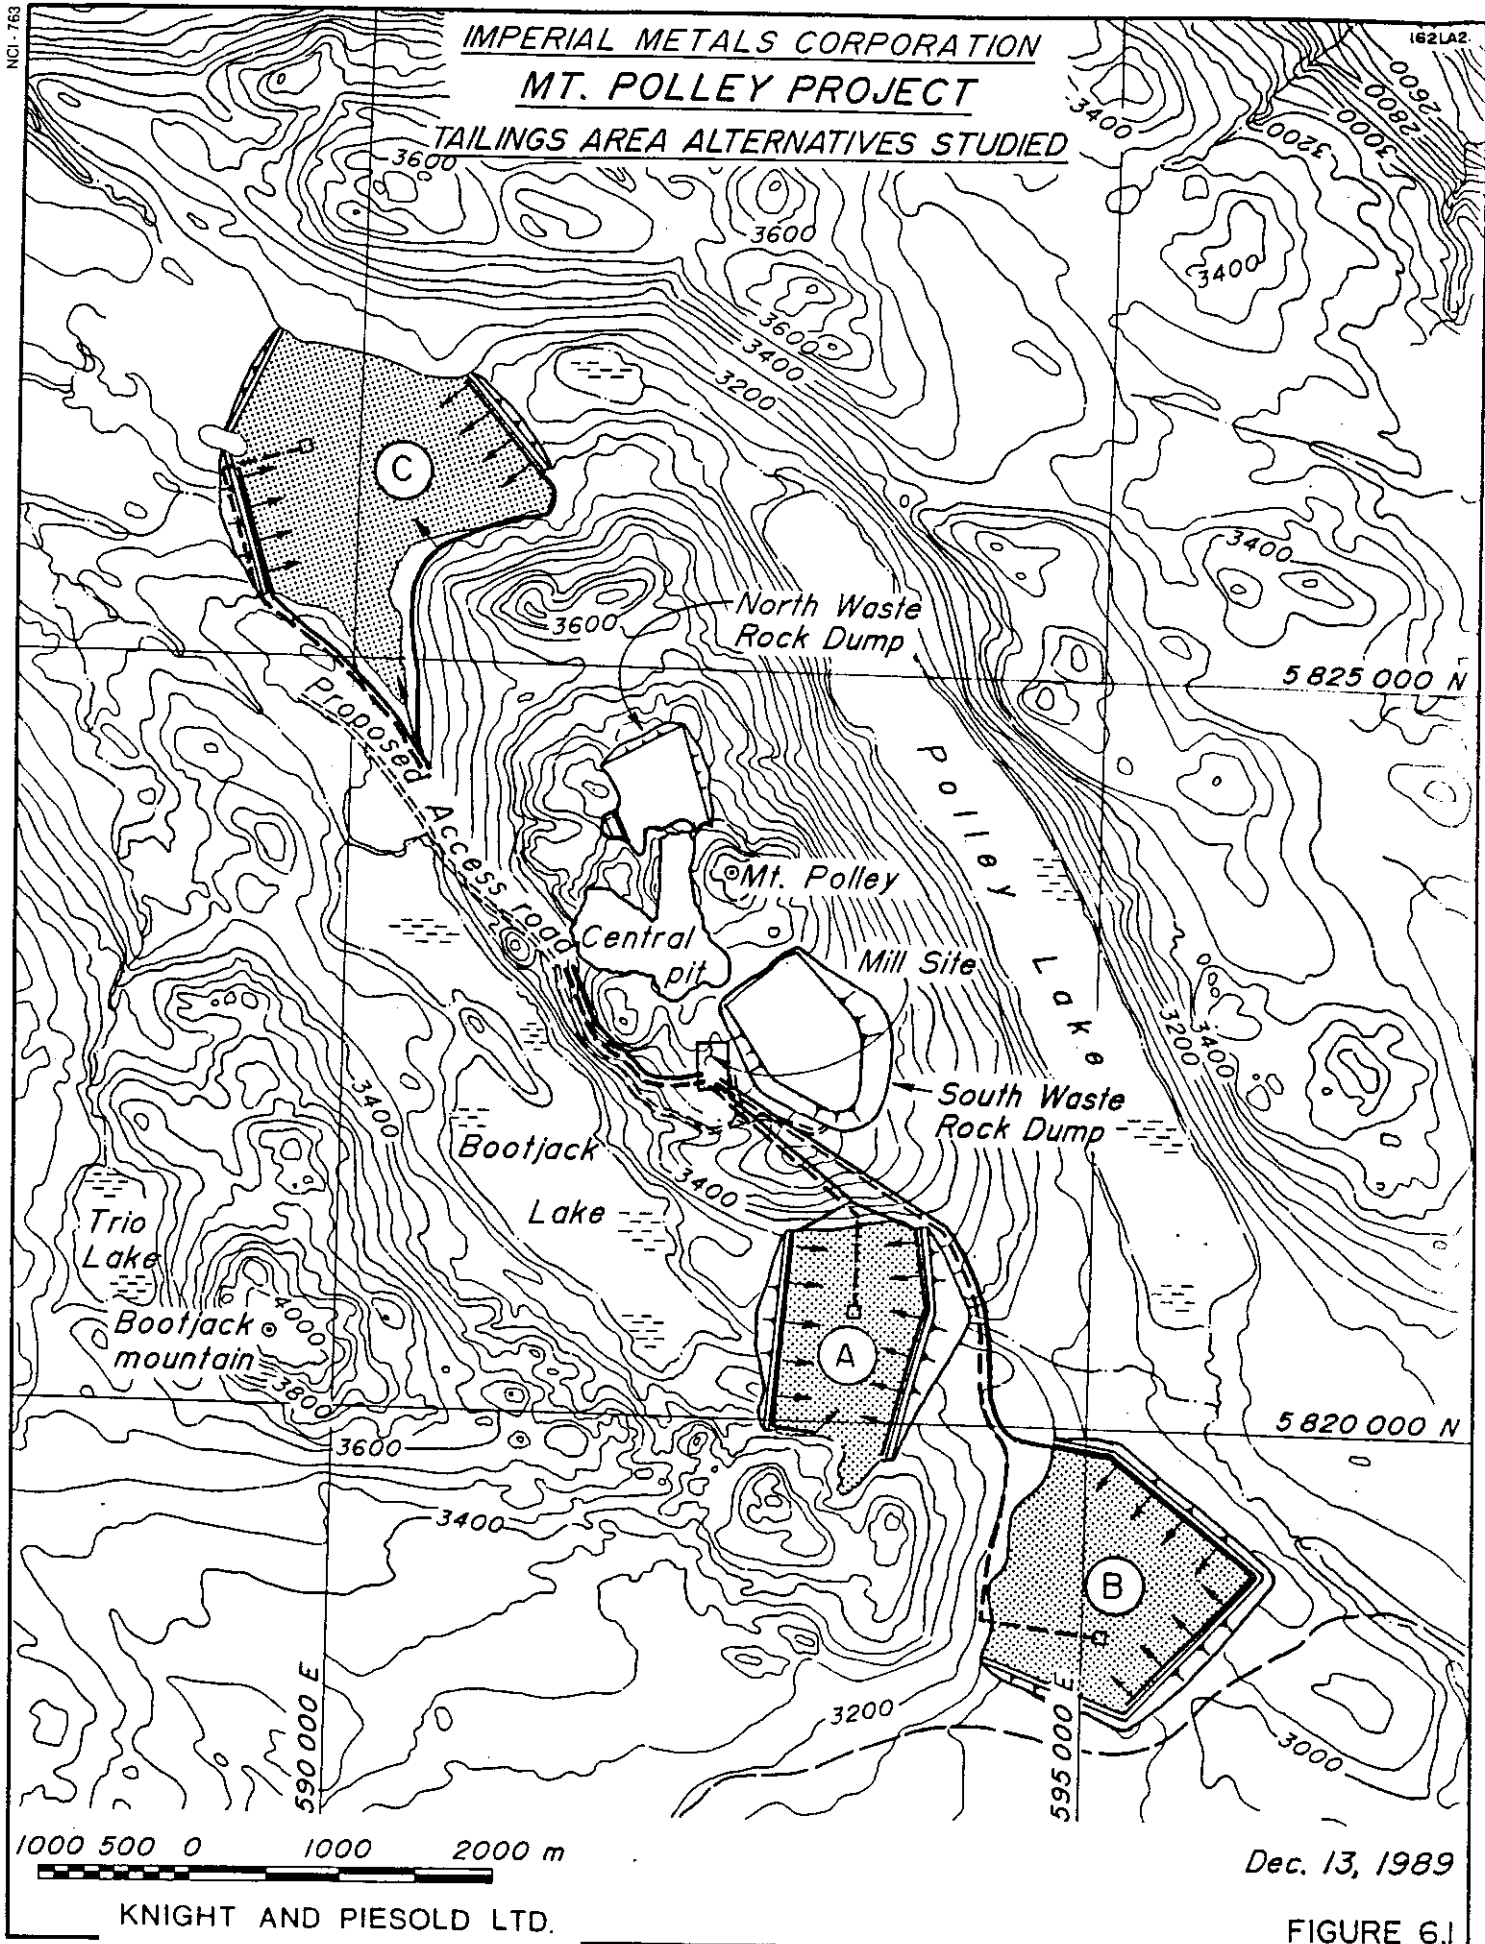 NCI - 763
162LA2
IMPERIAL METALS CORPORATION
MT. POLLEY PROJECT
TAILINGS AREA ALTERNATIVES STUDIED
2600
2800
3000
3200
3400
3600
3600
3400
3600
3400
3200
C
3400
3600
North Waste
Rock Dump
5 825 000 N
Proposed
Access road
Polley
Lake
Mt. Polley
Central
pit
Mill Site
3200
3400
3400
South Waste
Rock Dump
Bootjack
Lake
3400
Trio
Lake
4000
Bootjack
mountain
3800
A
3600
5 820 000 N
3400
B
590 000 E
595 000 E
3200
3000
1000 500 0 1000 2000 m
Dec. 13, 1989
KNIGHT AND PIESOLD LTD.
FIGURE 6.1